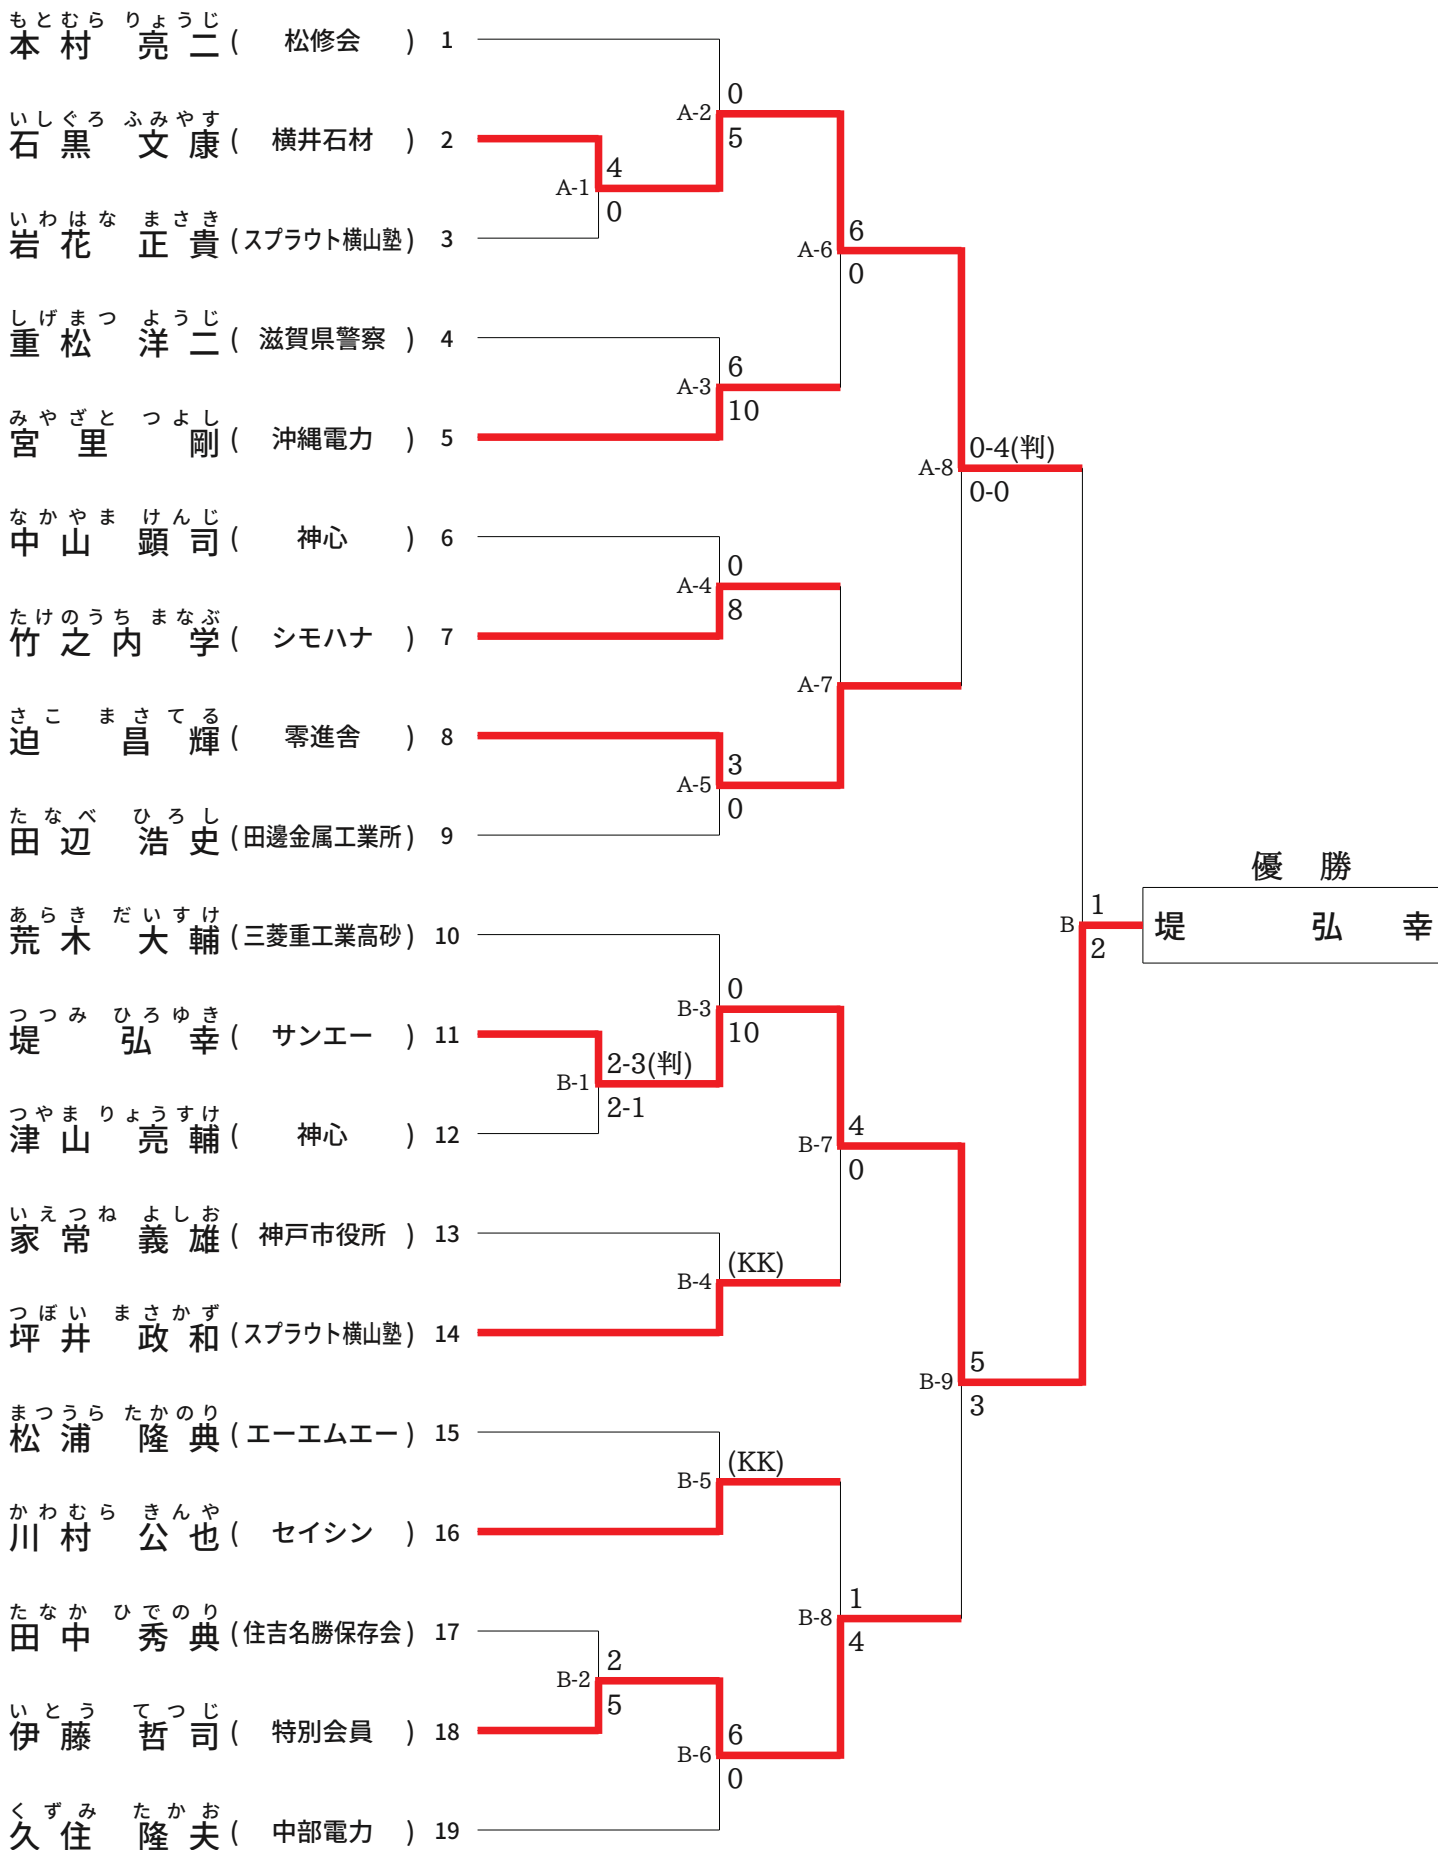 もとむら りょうじ
本村 亮二 ( 松修会 ) 1
0
A-2
5
いしぐろ ふみやす
石黒 文康 ( 横井石材 ) 2
4
A-1
0
いわはな まさき
岩花 正貴 (スプラウト横山塾) 3
6
A-6
0
しげまつ ようじ
重松 洋二 ( 滋賀県警察 ) 4
6
A-3
10
みやざと つよし
宮里 剛 ( 沖縄電力 ) 5
0-4(判)
A-8
0-0
なかやま けんじ
中山 顕司 ( 神心 ) 6
0
A-4
8
たけのうち まなぶ
竹之内 学 ( シモハナ ) 7
A-7
さこ まさてる
迫 昌輝 ( 零進舎 ) 8
3
A-5
0
たなべ ひろし
田辺 浩史 (田邊金属工業所) 9
優勝
1
B
2
堤 弘幸
あらき だいすけ
荒木 大輔 (三菱重工業高砂) 10
0
B-3
10
つつみ ひろゆき
堤 弘幸 ( サンエー ) 11
2-3(判)
B-1
2-1
つやま りょうすけ
津山 亮輔 ( 神心 ) 12
4
B-7
0
いえつね よしお
家常 義雄 ( 神戸市役所 ) 13
(KK)
B-4
つぼい まさかず
坪井 政和 (スプラウト横山塾) 14
5
B-9
3
まつうら たかのり
松浦 隆典 (エーエムエー) 15
(KK)
B-5
かわむら きんや
川村 公也 ( セイシン ) 16
1
B-8
4
たなか ひでのり
田中 秀典 (住吉名勝保存会) 17
2
B-2
5
いとう てつじ
伊藤 哲司 ( 特別会員 ) 18
6
B-6
0
くずみ たかお
久住 隆夫 ( 中部電力 ) 19